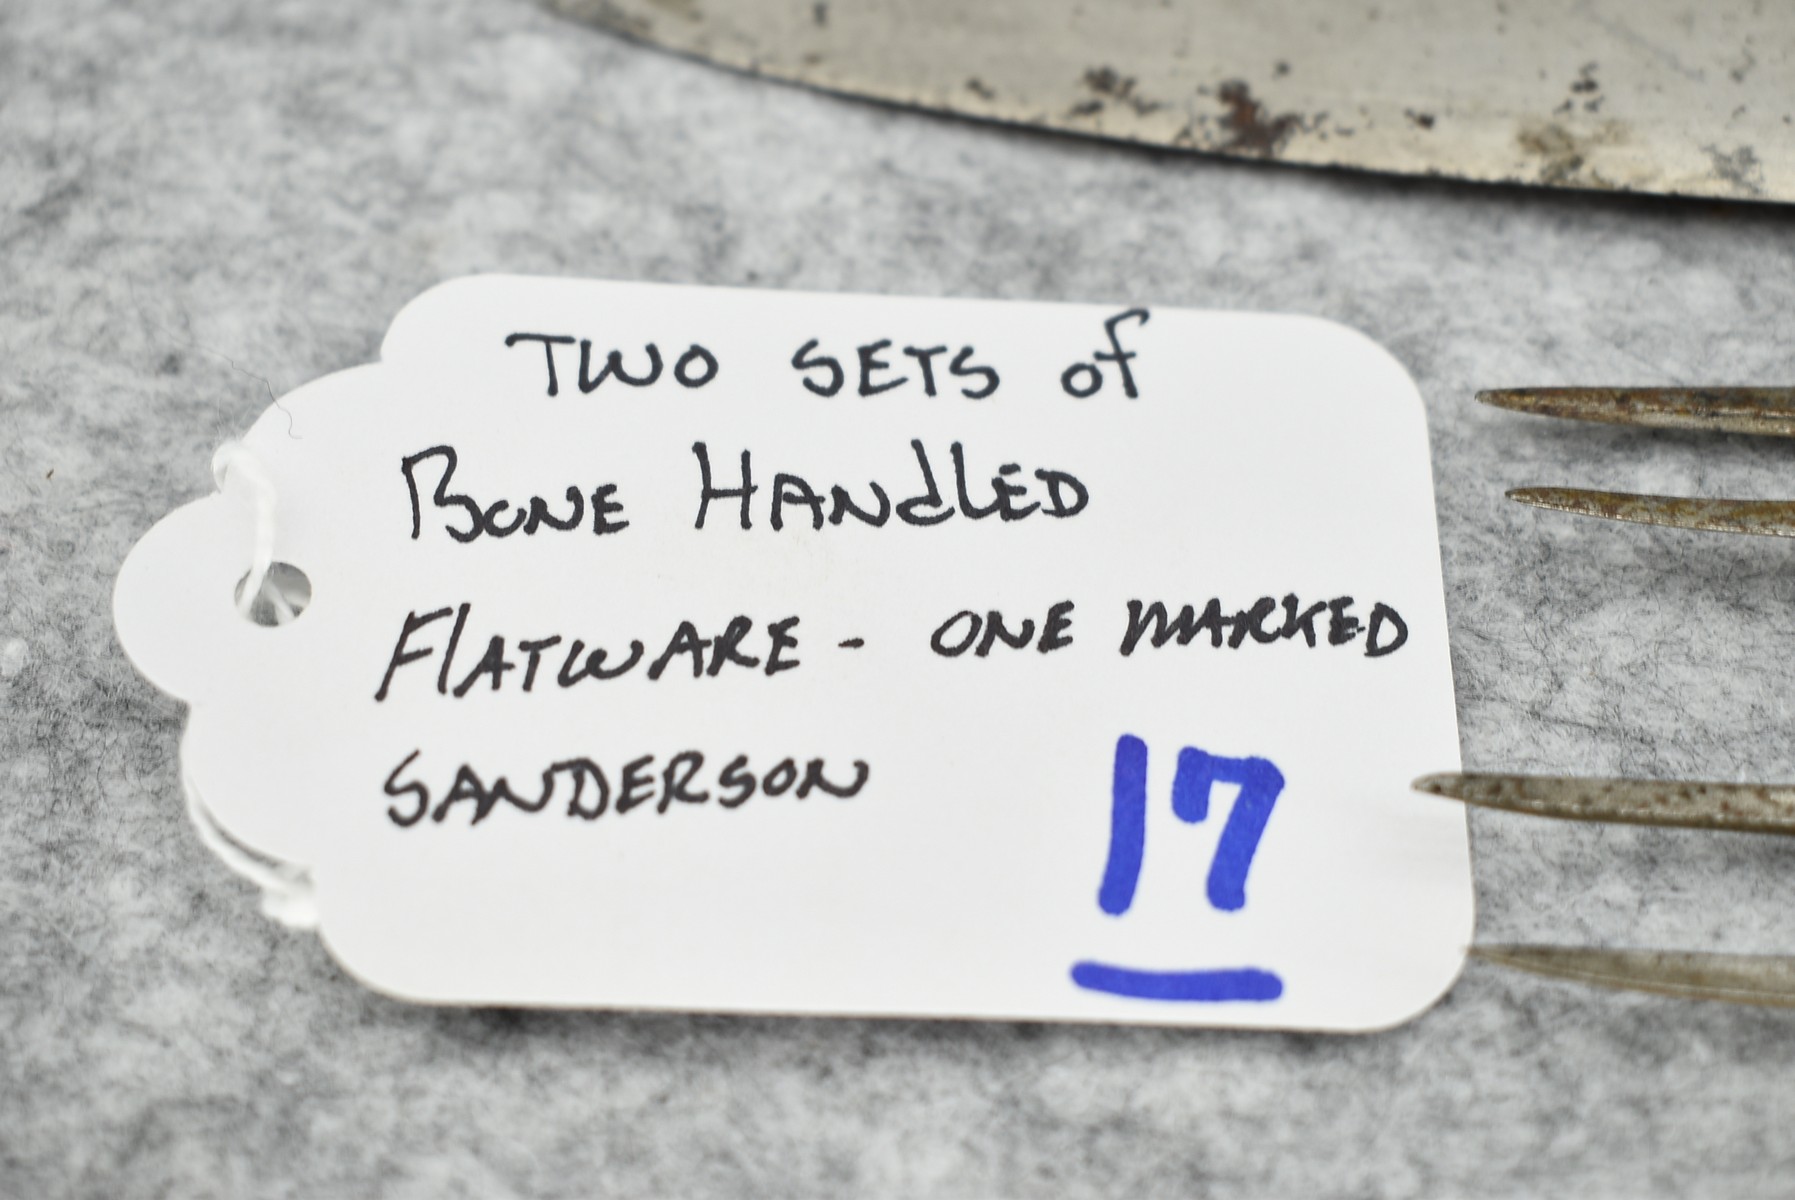 TWO SETS of
BONE HANdLED
FlATWARE - ONE MARKED
SANDERSON
17